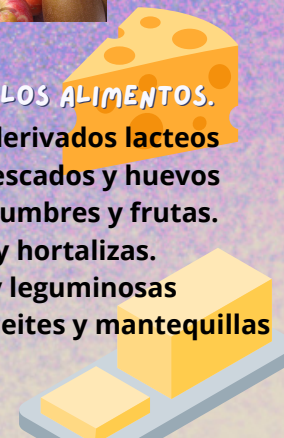 LOS ALIMENTOS.
derivados lacteos
escados y huevos
umbres y frutas.
y hortalizas.
y leguminosas
eites y mantequillas